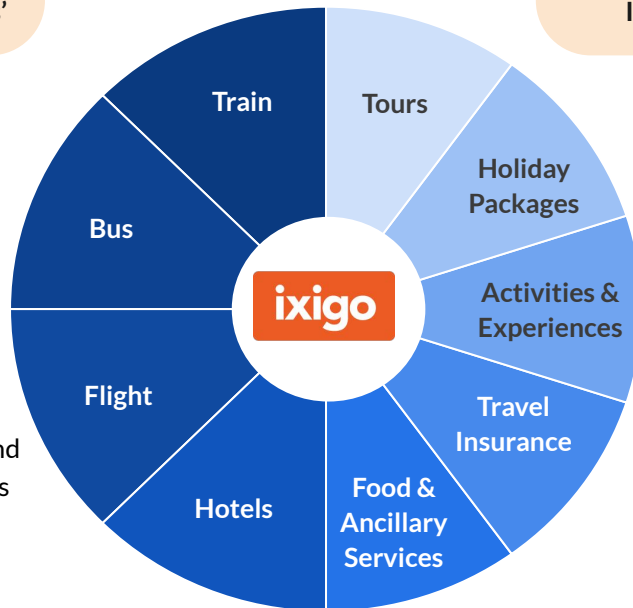 Train
Tours
Holiday
Packages
Bus
Activities &
Experiences
ixigo
Flight
Travel
Insurance
Hotels
Food &
Ancillary
Services